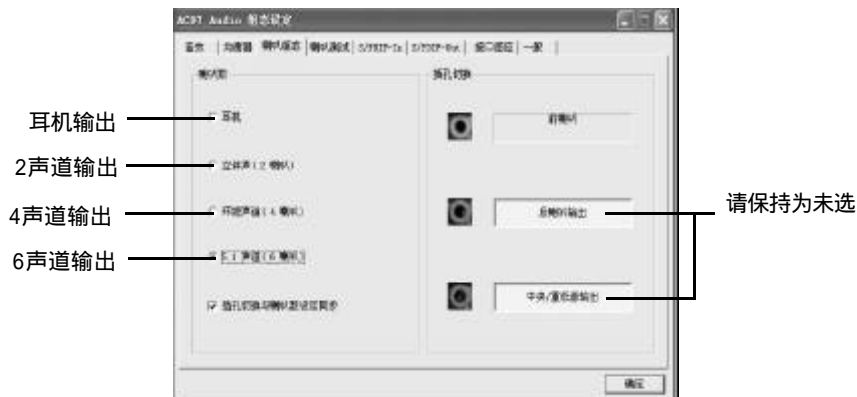 AC97 Audio 组态设定
音效 均衡器 喇叭组态 喇叭测试 S/PDIF-In S/PDIF-Out 接口感应 一般
喇叭数
插孔切换
耳机输出
耳机
前喇叭
2声道输出
立体声(2 喇叭)
4声道输出
环绕声道(4 喇叭)
后喇叭输出
请保持为未选
6声道输出
5.1 声道(6 喇叭)
插孔切换与喇叭数设定同步
中央/重低音输出
确定